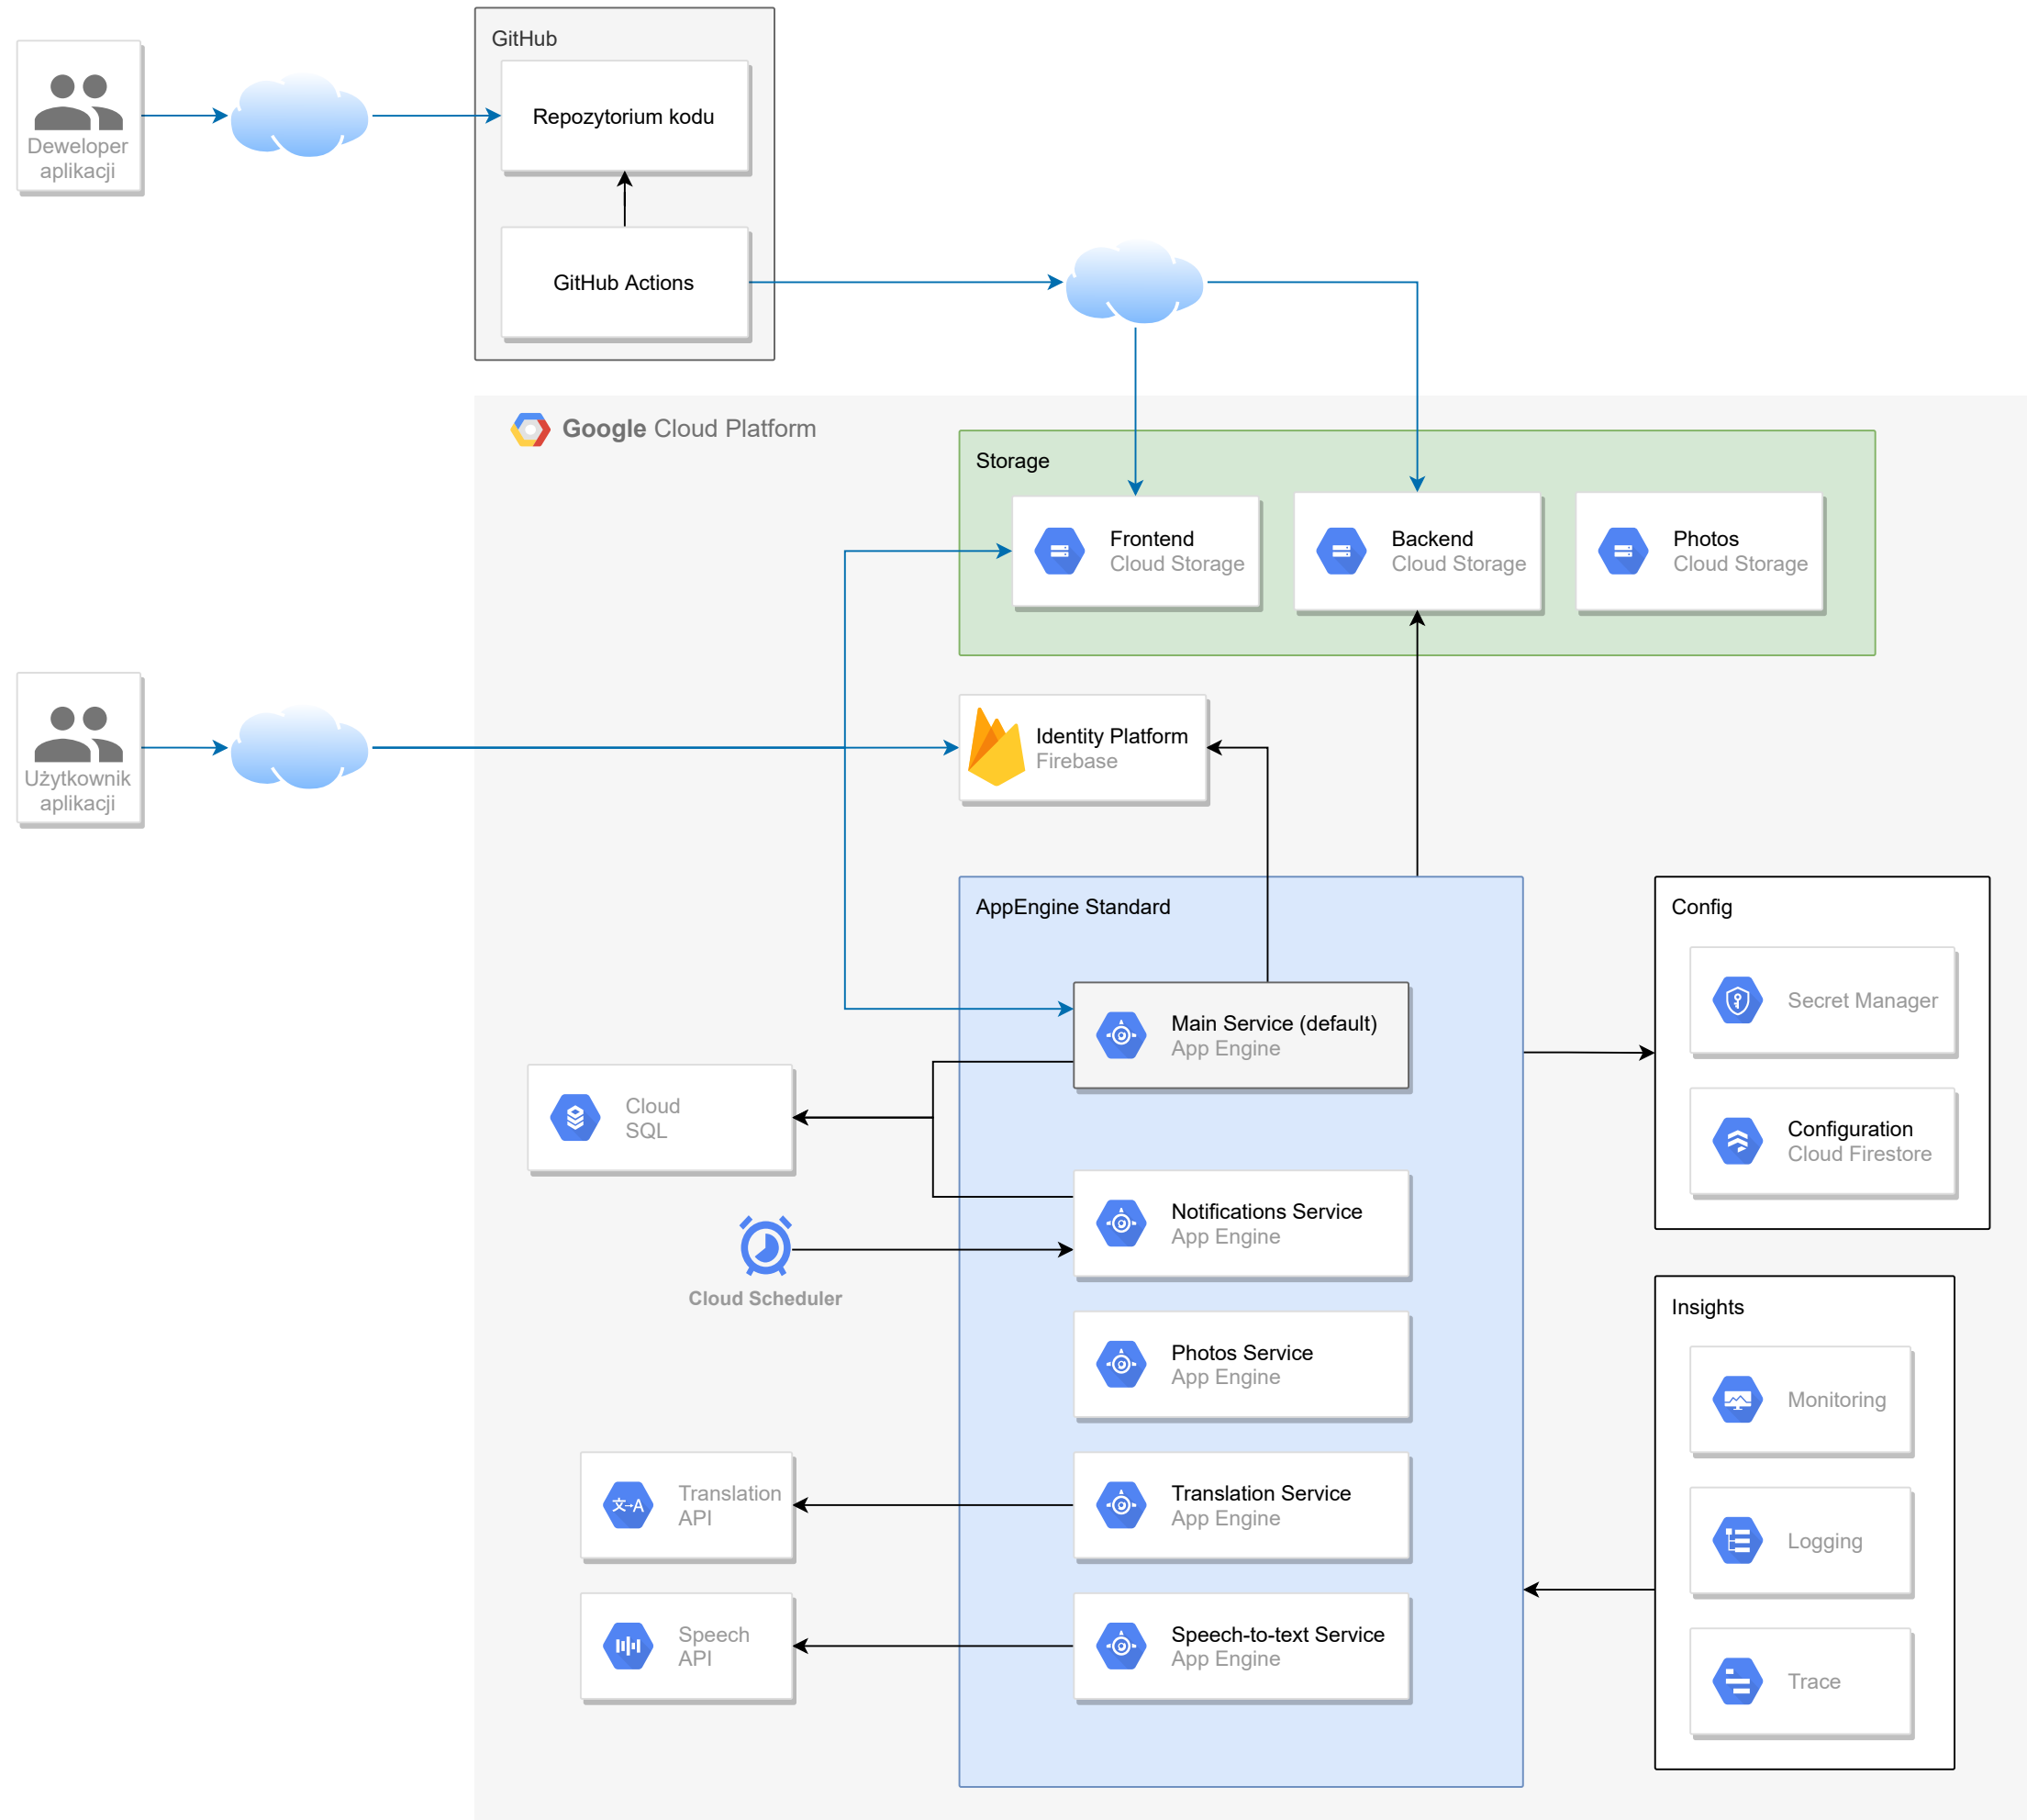 GitHub
Repozytorium kodu
Deweloper
aplikacji
GitHub Actions
Google Cloud Platform
Storage
Frontend
Cloud Storage
Backend
Cloud Storage
Photos
Cloud Storage
Użytkownik
aplikacji
Identity Platform
Firebase
AppEngine Standard
Main Service (default)
App Engine
Cloud
SQL
Notifications Service
App Engine
Cloud Scheduler
Photos Service
App Engine
Translation
API
文→A
Translation Service
App Engine
Speech
API
Speech-to-text Service
App Engine
Config
Secret Manager
Configuration
Cloud Firestore
Insights
Monitoring
Logging
Trace